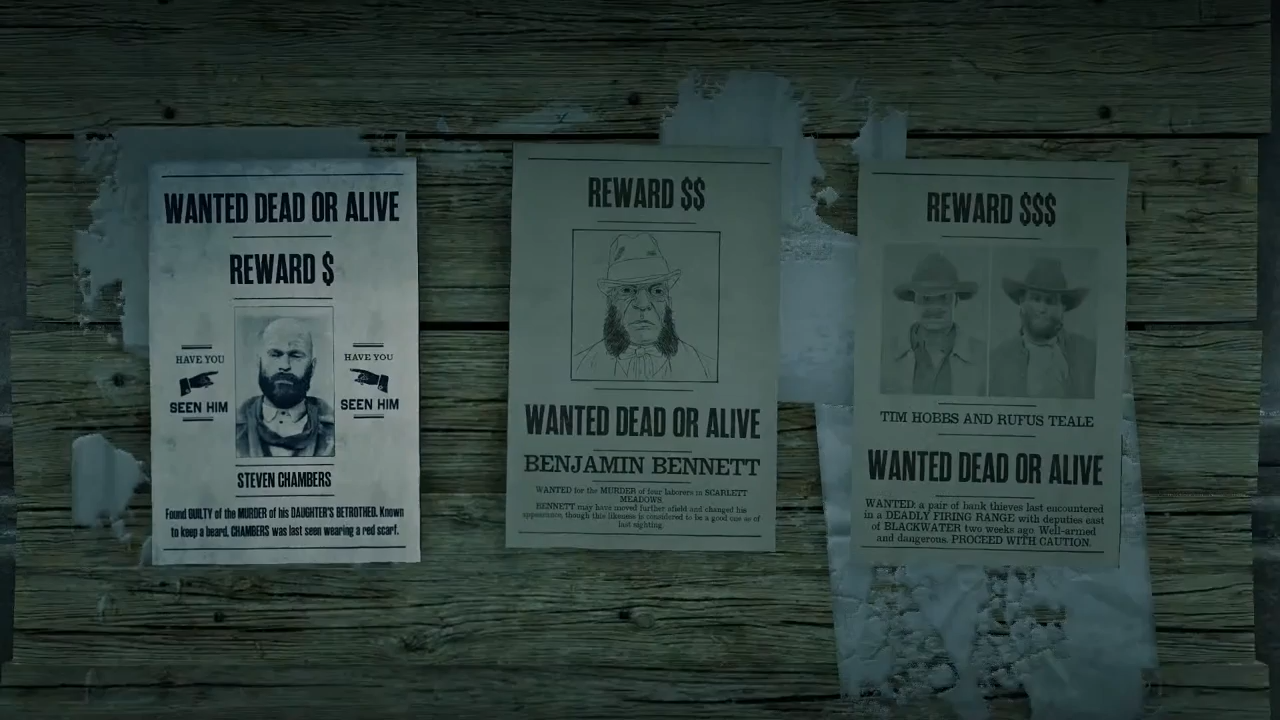 WANTED DEAD OR ALIVE
REWARD $
HAVE YOU
SEEN HIM
HAVE YOU
SEEN HIM
STEVEN CHAMBERS
Found GUILTY of the MURDER of his DAUGHTER'S BETROTHED. Known
to keep a beard, CHAMBERS was last seen wearing a red scarf.
REWARD $$
WANTED DEAD OR ALIVE
BENJAMIN BENNETT
WANTED for the MURDER of four laborers in SCARLETT
MEADOWS
BENNETT may have moved further afield and changed his
appearance, though this likeness is considered to be a good one as of
last sighting.
REWARD $$$
TIM HOBBS AND RUFUS TEALE
WANTED DEAD OR ALIVE
WANTED: a pair of bank thieves last encountered
in a DEADLY FIRING RANGE with deputies east
of BLACKWATER two weeks ago. Well-armed
and dangerous. PROCEED WITH CAUTION.